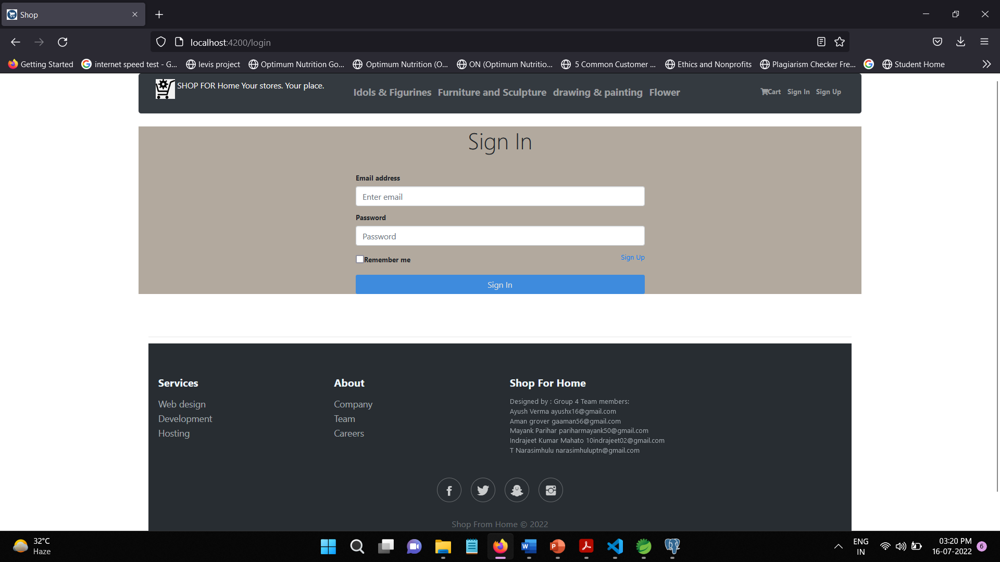 Shop
localhost:4200/login
Getting Started
internet speed test - G...
levis project
Optimum Nutrition Go...
Optimum Nutrition (O...
ON (Optimum Nutritio...
5 Common Customer ...
Ethics and Nonprofits
Plagiarism Checker Fre...
Student Home
SHOP FOR Home Your stores. Your place.
Idols & Figurines Furniture and Sculpture drawing & painting Flower
Cart Sign In Sign Up
Sign In
Email address
Enter email
Password
Password
Remember me
Sign Up
Sign In
Services
Web design
Development
Hosting
About
Company
Team
Careers
Shop For Home
Designed by : Group 4 Team members:
Ayush Verma ayushx16@gmail.com
Aman grover gaaman56@gmail.com
Mayank Parihar pariharmayank50@gmail.com
Indrajeet Kumar Mahato 10indrajeet02@gmail.com
T Narasimhulu narasimhuluptn@gmail.com
Shop From Home © 2022
32°C
Haze
ENG
IN
03:20 PM
16-07-2022
6